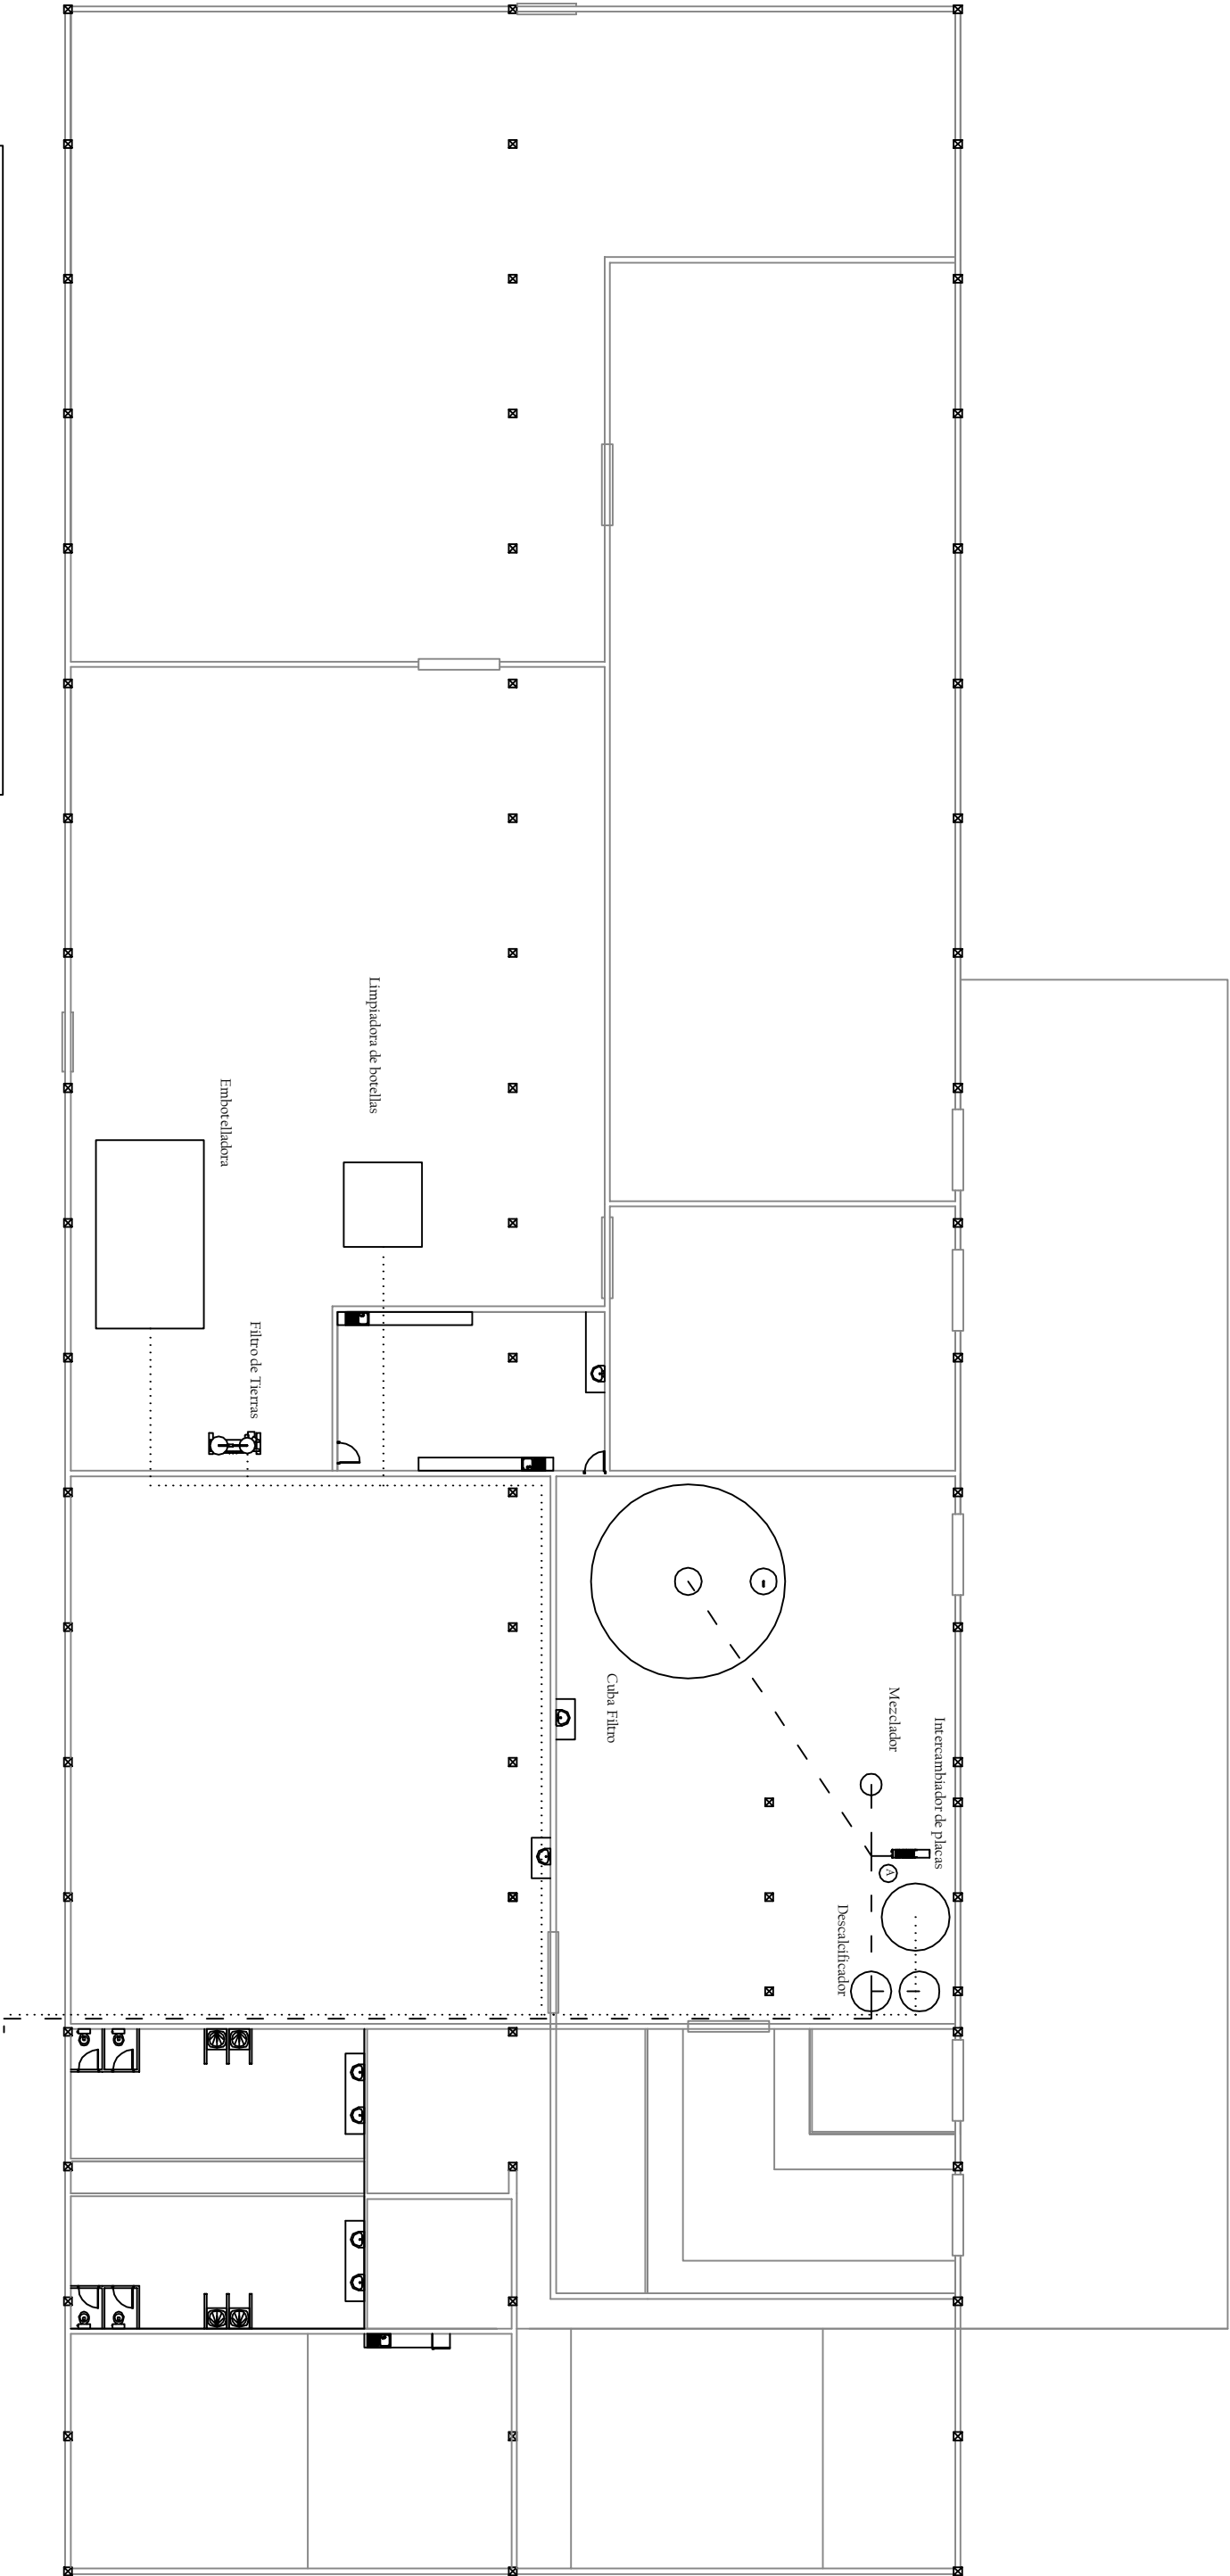 Limpiadora de botellas
Embotelladora
Filtro de Tierras
Cuba Filtro
Mezclador
Intercambiador de placas
A
Descalcificador